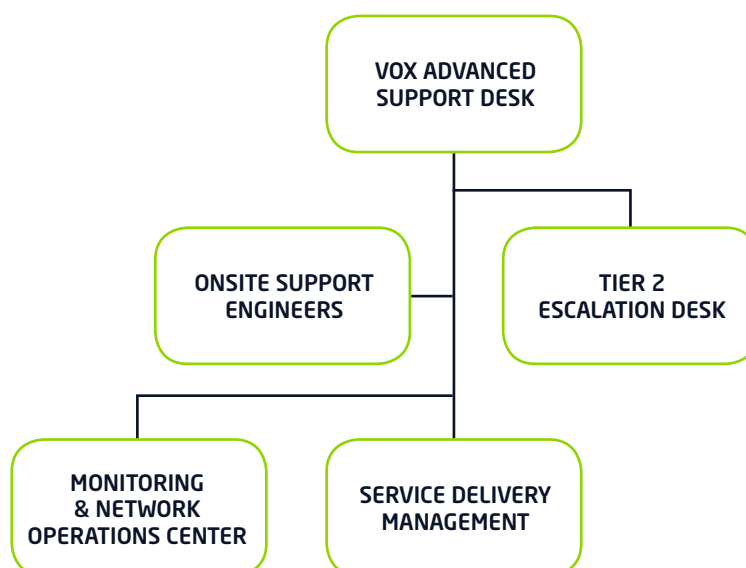 VOX ADVANCED
SUPPORT DESK
ONSITE SUPPORT
ENGINEERS
TIER 2
ESCALATION DESK
MONITORING
& NETWORK
OPERATIONS CENTER
SERVICE DELIVERY
MANAGEMENT